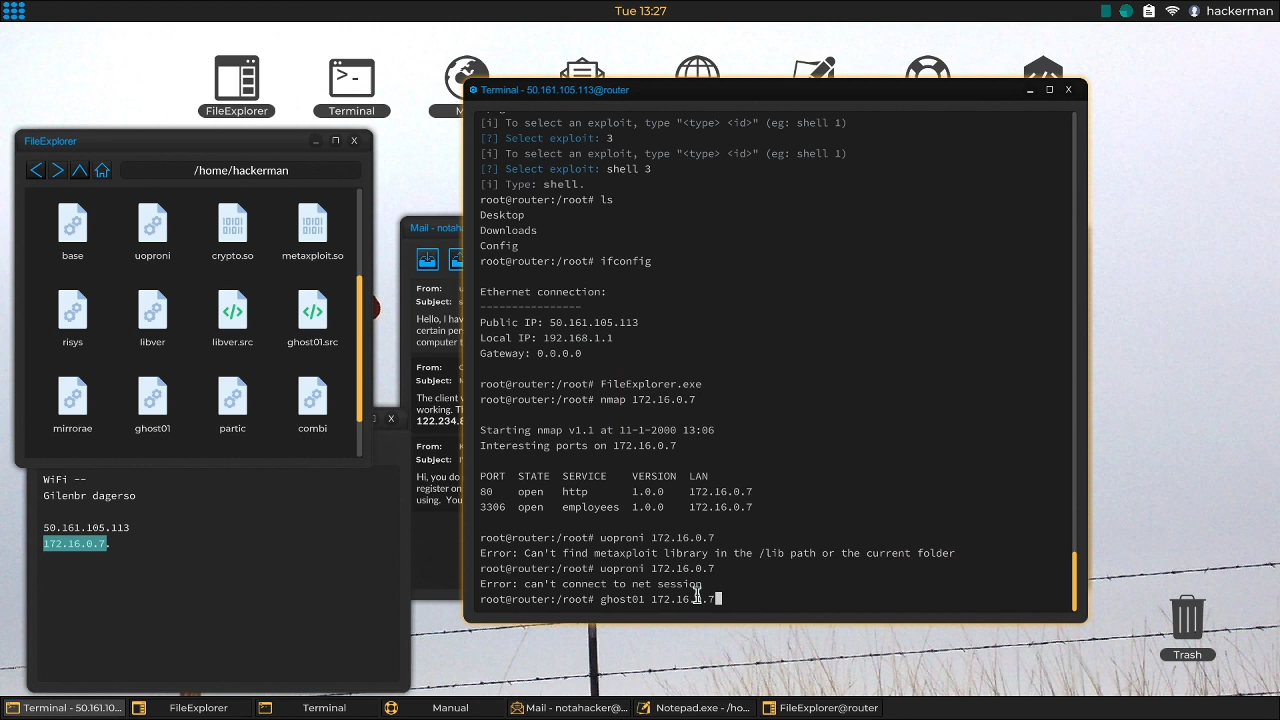 Tue 13:27
hackerman
FileExplorer
Terminal
FileExplorer
/home/hackerman
base
uoproni
crypto.so
metaxploit.so
risys
libver
libver.src
ghost01.src
mirrorae
ghost01
partic
combi
X
WiFi --
Gilenbr dagerso
50.161.105.113
172.16.0.7.
Mail - notah
From:
Subject:
Hello, I hav
certain per
computer t
From:
Subject:
The client
working. T
122.234.
From:
Subject:
Hi, you do
register on
using. You
Terminal - 50.161.105.113@router
[i] To select an exploit, type "<type> <id>" (eg: shell 1)
[?] Select exploit: 3
[i] To select an exploit, type "<type> <id>" (eg: shell 1)
[?] Select exploit: shell 3
[i] Type: shell.
root@router:/root# ls
Desktop
Downloads
Config
root@router:/root# ifconfig
Ethernet connection:
---------------
Public IP: 50.161.105.113
Local IP: 192.168.1.1
Gateway: 0.0.0.0
root@router:/root# FileExplorer.exe
root@router:/root# nmap 172.16.0.7
Starting nmap v1.1 at 11-1-2000 13:06
Interesting ports on 172.16.0.7
PORT STATE SERVICE VERSION LAN
80 open http 1.0.0 172.16.0.7
3306 open employees 1.0.0 172.16.0.7
root@router:/root# uoproni 172.16.0.7
Error: Can't find metaxploit library in the /lib path or the current folder
root@router:/root# uoproni 172.16.0.7
Error: can't connect to net session
root@router:/root# ghost01 172.16.0.7
Trash
Terminal - 50.161.10...
FileExplorer
Terminal
Manual
Mail - notahacker@...
Notepad.exe - /ho...
FileExplorer@router